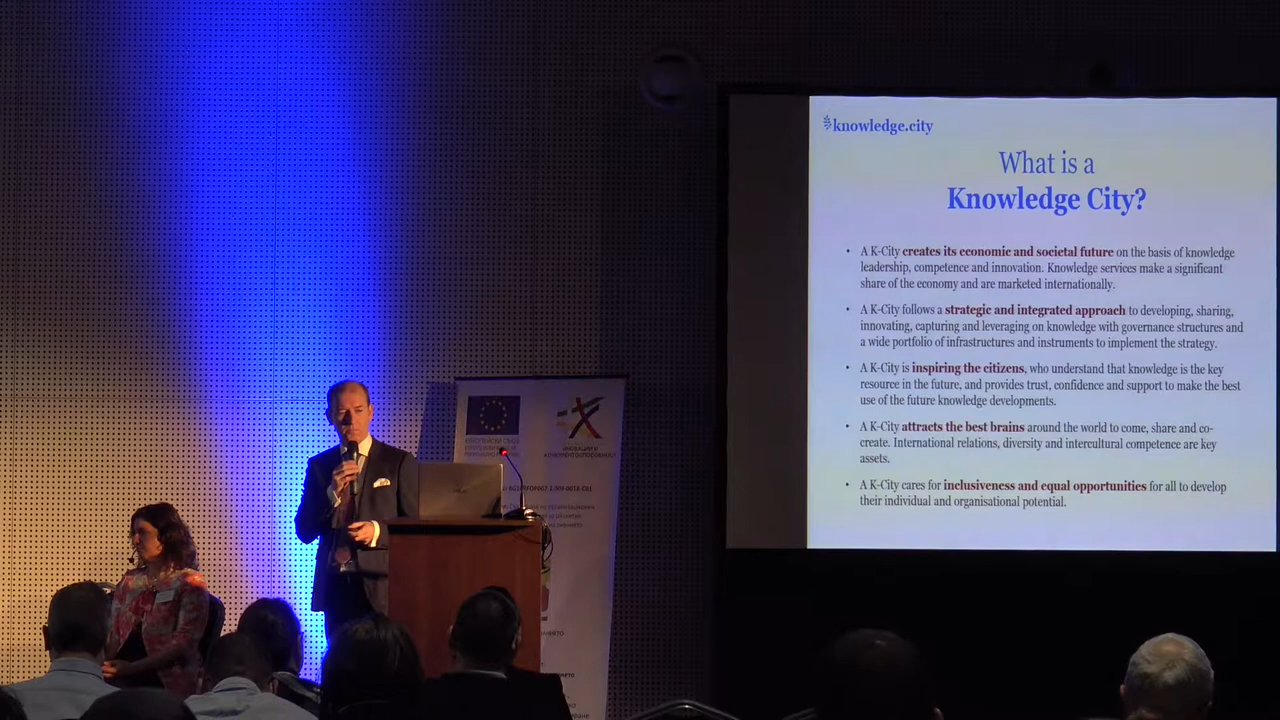 knowledge.city
What is a
Knowledge City?
• A K-City creates its economic and societal future on the basis of knowledge
leadership, competence and innovation. Knowledge services make a significant
share of the economy and are marketed internationally.
• A K-City follows a strategic and integrated approach to developing, sharing,
innovating, capturing and leveraging on knowledge with governance structures and
a wide portfolio of infrastructures and instruments to implement the strategy.
• A K-City is inspiring the citizens, who understand that knowledge is the key
resource in the future, and provides trust, confidence and support to make the best
use of the future knowledge developments.
• A K-City attracts the best brains around the world to come, share and co-
create. International relations, diversity and intercultural competence are key
assets.
• A K-City cares for inclusiveness and equal opportunities for all to develop
their individual and organisational potential.
ЕВРОПЕЙСКИ СЪЮЗ
ИНОВАЦИИ И